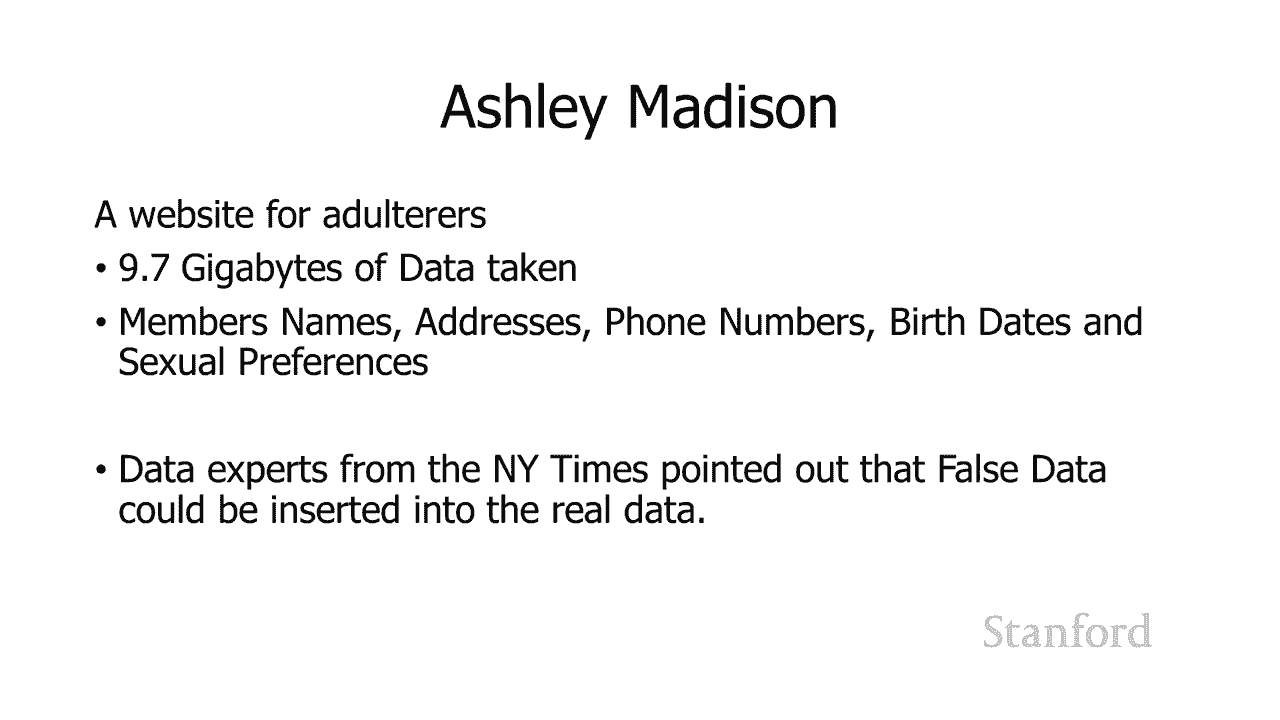 Ashley Madison
A website for adulterers
• 9.7 Gigabytes of Data taken
• Members Names, Addresses, Phone Numbers, Birth Dates and
Sexual Preferences
• Data experts from the NY Times pointed out that False Data
could be inserted into the real data.
Stanford